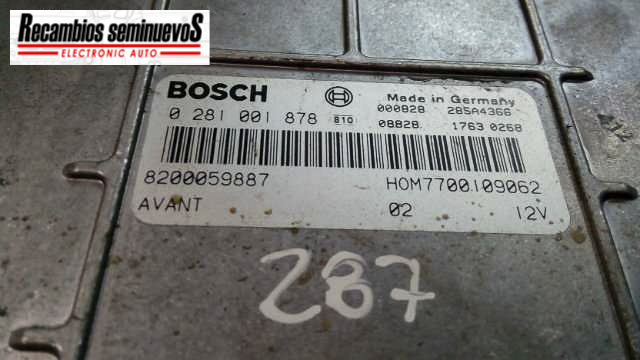 Recambios seminuevoS
ELECTRONIC AUTO
BOSCH
Made in Germany
0 281 001 878 810
000828 28SA4366
08828 1763 0268
8200059887 HOM7700109062
AVANT 02 12V
287